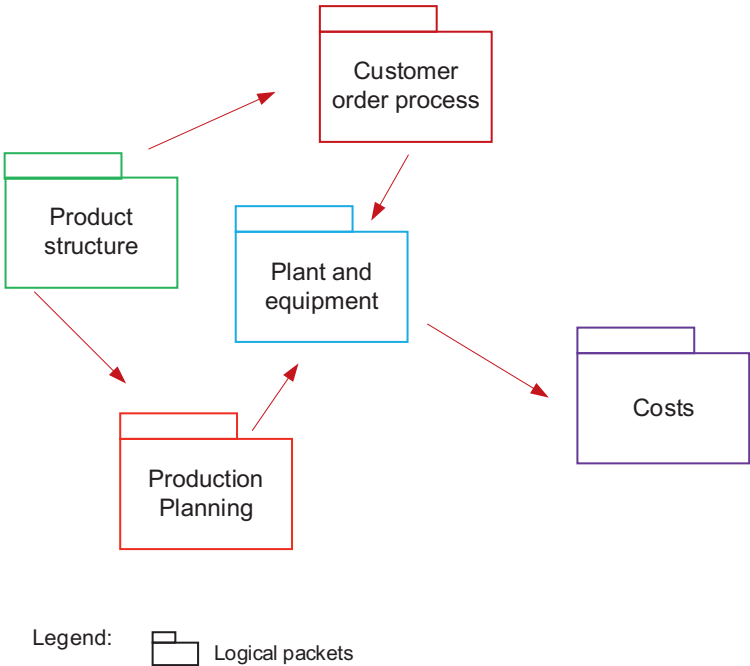 Customer
order process
Product
structure
Plant and
equipment
Costs
Production
Planning
Legend:
Logical packets